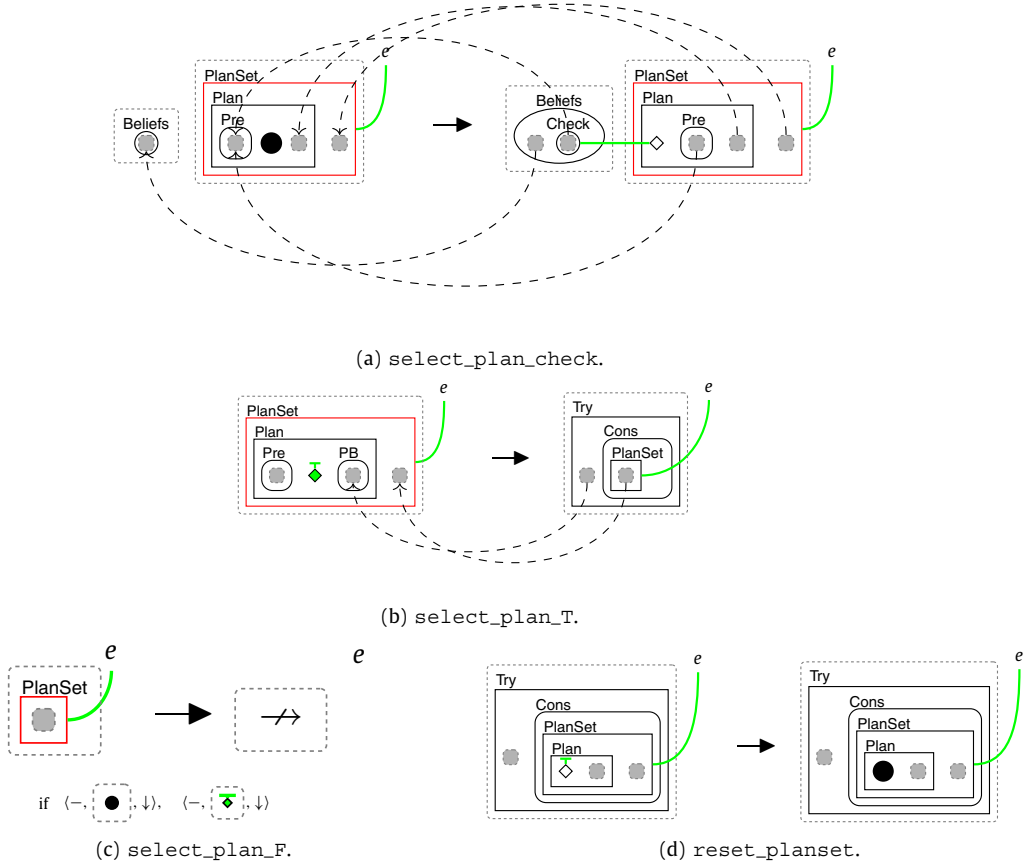 e
e
PlanSet
PlanSet
Beliefs
Plan
Plan
Beliefs
Pre
Check
Pre
(a) select_plan_check.
e
e
PlanSet
Try
Plan
Cons
Pre
PB
PlanSet
(b) select_plan_T.
e
e
PlanSet
if ⟨−, ● , ↓⟩, ⟨−, , ↓⟩
(c) select_plan_F.
e
e
Try
Try
Cons
Cons
PlanSet
PlanSet
Plan
Plan
(d) reset_planset.